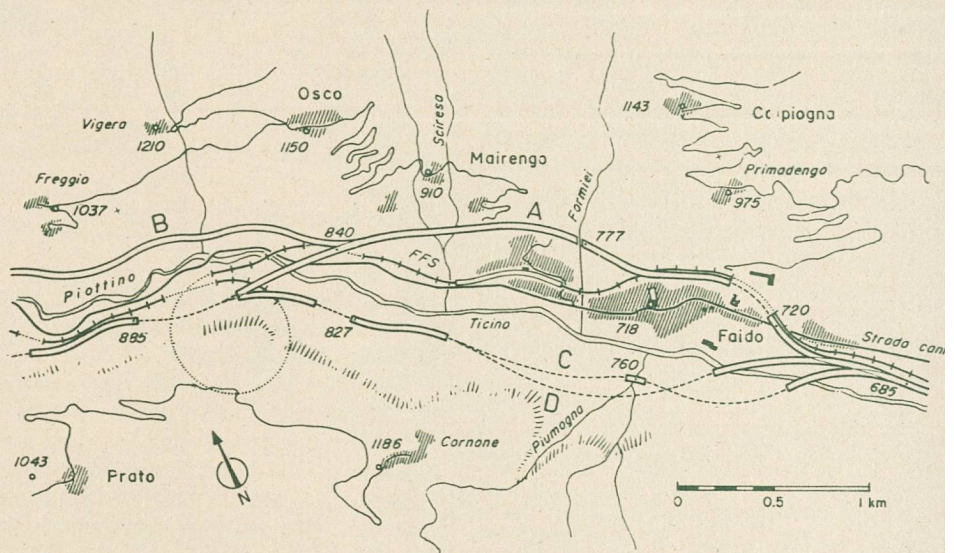 Osco
Vigera
1210
1150
Sciresa
1143
Calpiogna
Mairengo
910
Primadengo
975
Freggio
1037
Formiei
B
A
840
777
FFS
Piottino
Ticino
718
720
Faido
Strada can
885
827
C
760
685
D
Piumogna
1186
Cornone
1043
Prato
N
0
0.5
1 km